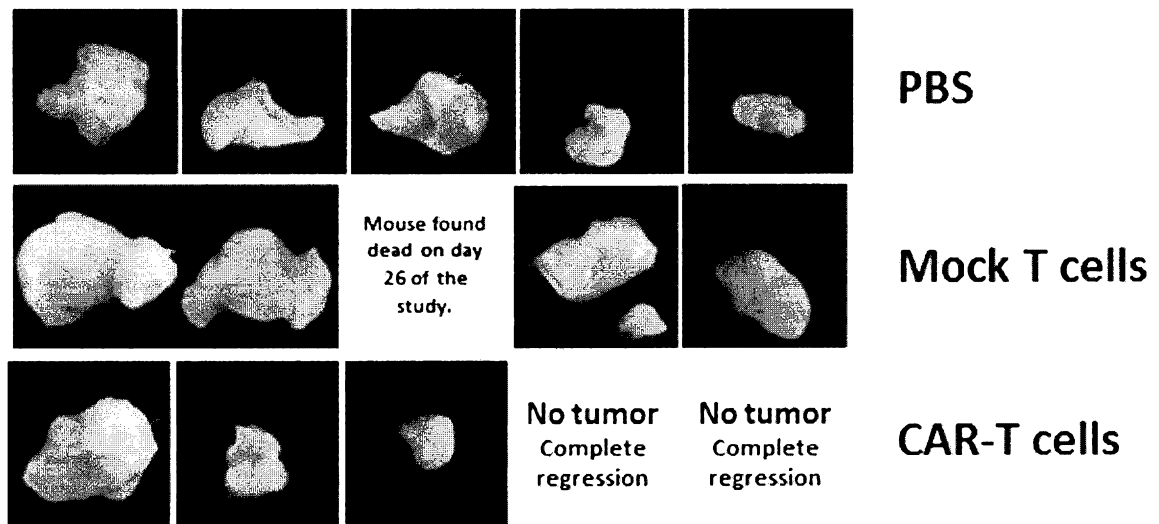 PBS
Mouse found
dead on day
26 of the
study.
Mock T cells
No tumor
Complete
regression
No tumor
Complete
regression
CAR-T cells